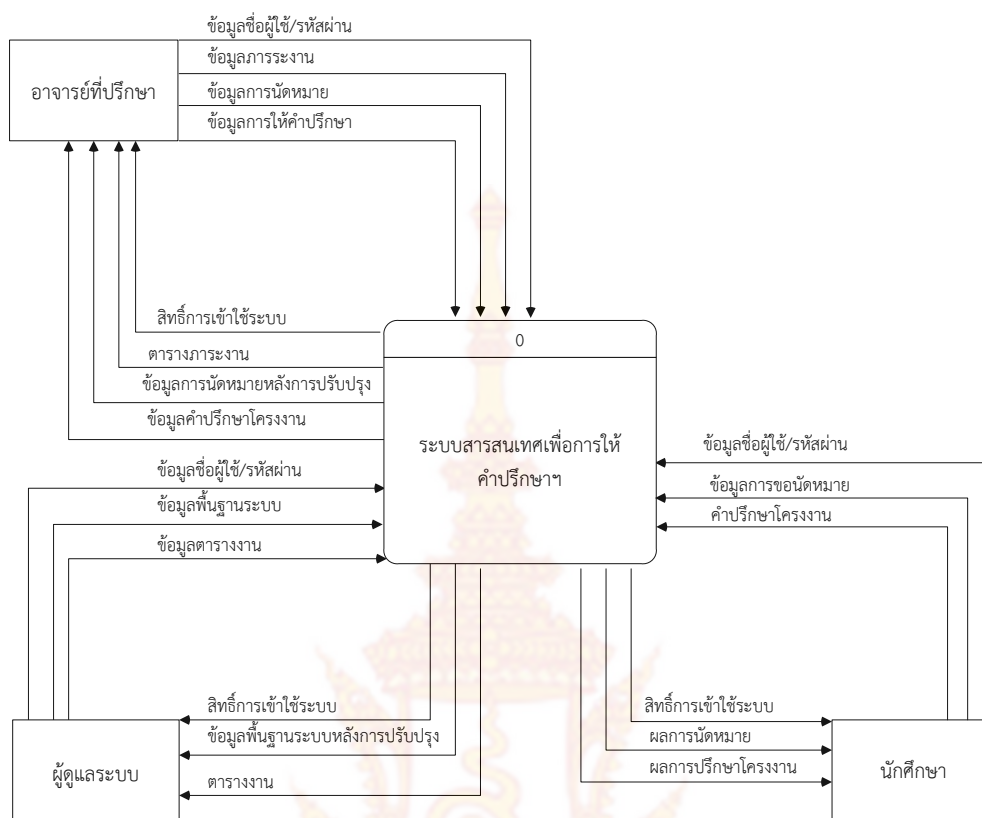 ข้อมูลชื่อผู้ใช้/รหัสผ่าน
ข้อมูลภารระงาน
ข้อมูลการนัดหมาย
ข้อมูลการให้คำปรึกษา
อาจารย์ที่ปรึกษา
สิทธิ์การเข้าใช้ระบบ
ตารางภาระงาน
ข้อมูลการนัดหมายหลังการปรับปรุง
ข้อมูลคำปรึกษาโครงงาน
0
ระบบสารสนเทศเพื่อการให้
คำปรึกษาฯ
ข้อมูลชื่อผู้ใช้/รหัสผ่าน
ข้อมูลพื้นฐานระบบ
ข้อมูลตารางงาน
ข้อมูลชื่อผู้ใช้/รหัสผ่าน
ข้อมูลการขอนัดหมาย
คำปรึกษาโครงงาน
สิทธิ์การเข้าใช้ระบบ
ข้อมูลพื้นฐานระบบหลังการปรับปรุง
ตารางงาน
ผู้ดูแลระบบ
สิทธิ์การเข้าใช้ระบบ
ผลการนัดหมาย
ผลการปรึกษาโครงงาน
นักศึกษา